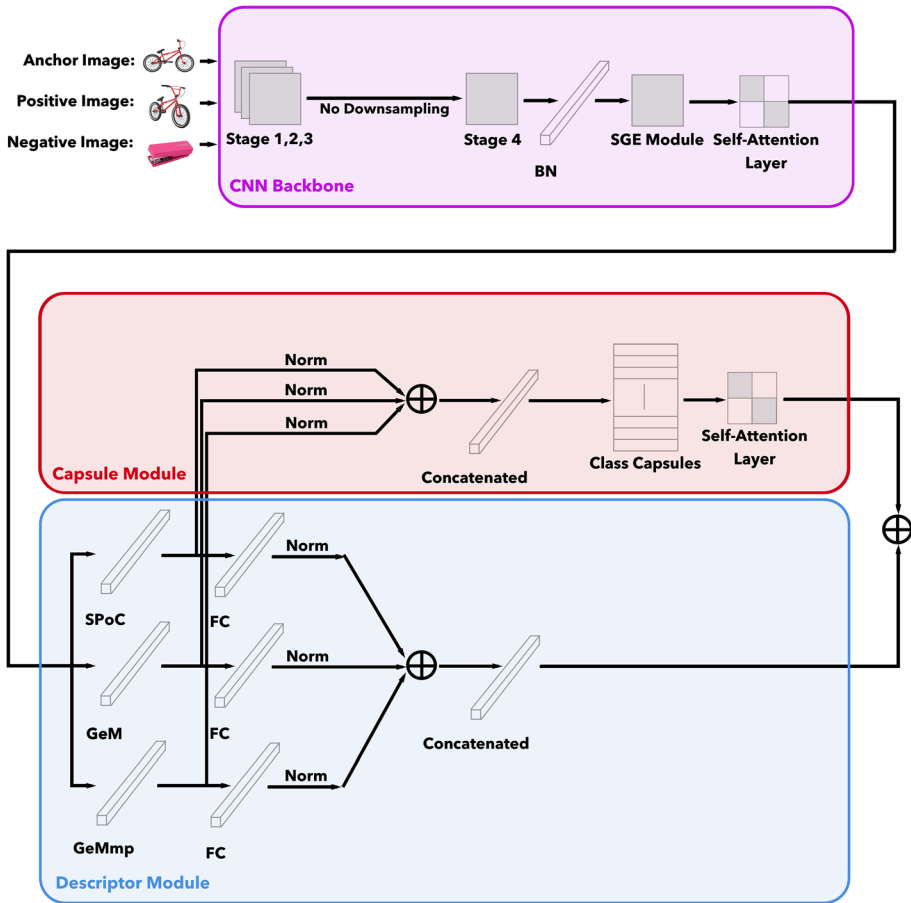 Anchor Image:
Positive Image:
Negative Image:
No Downsampling
Stage 1,2,3
Stage 4
BN
SGE Module
Self-Attention
Layer
CNN Backbone
Norm
Norm
Norm
Concatenated
Class Capsules
Self-Attention
Layer
Capsule Module
SPoC
FC
Norm
GeM
FC
Norm
GeMmp
FC
Norm
Concatenated
Descriptor Module